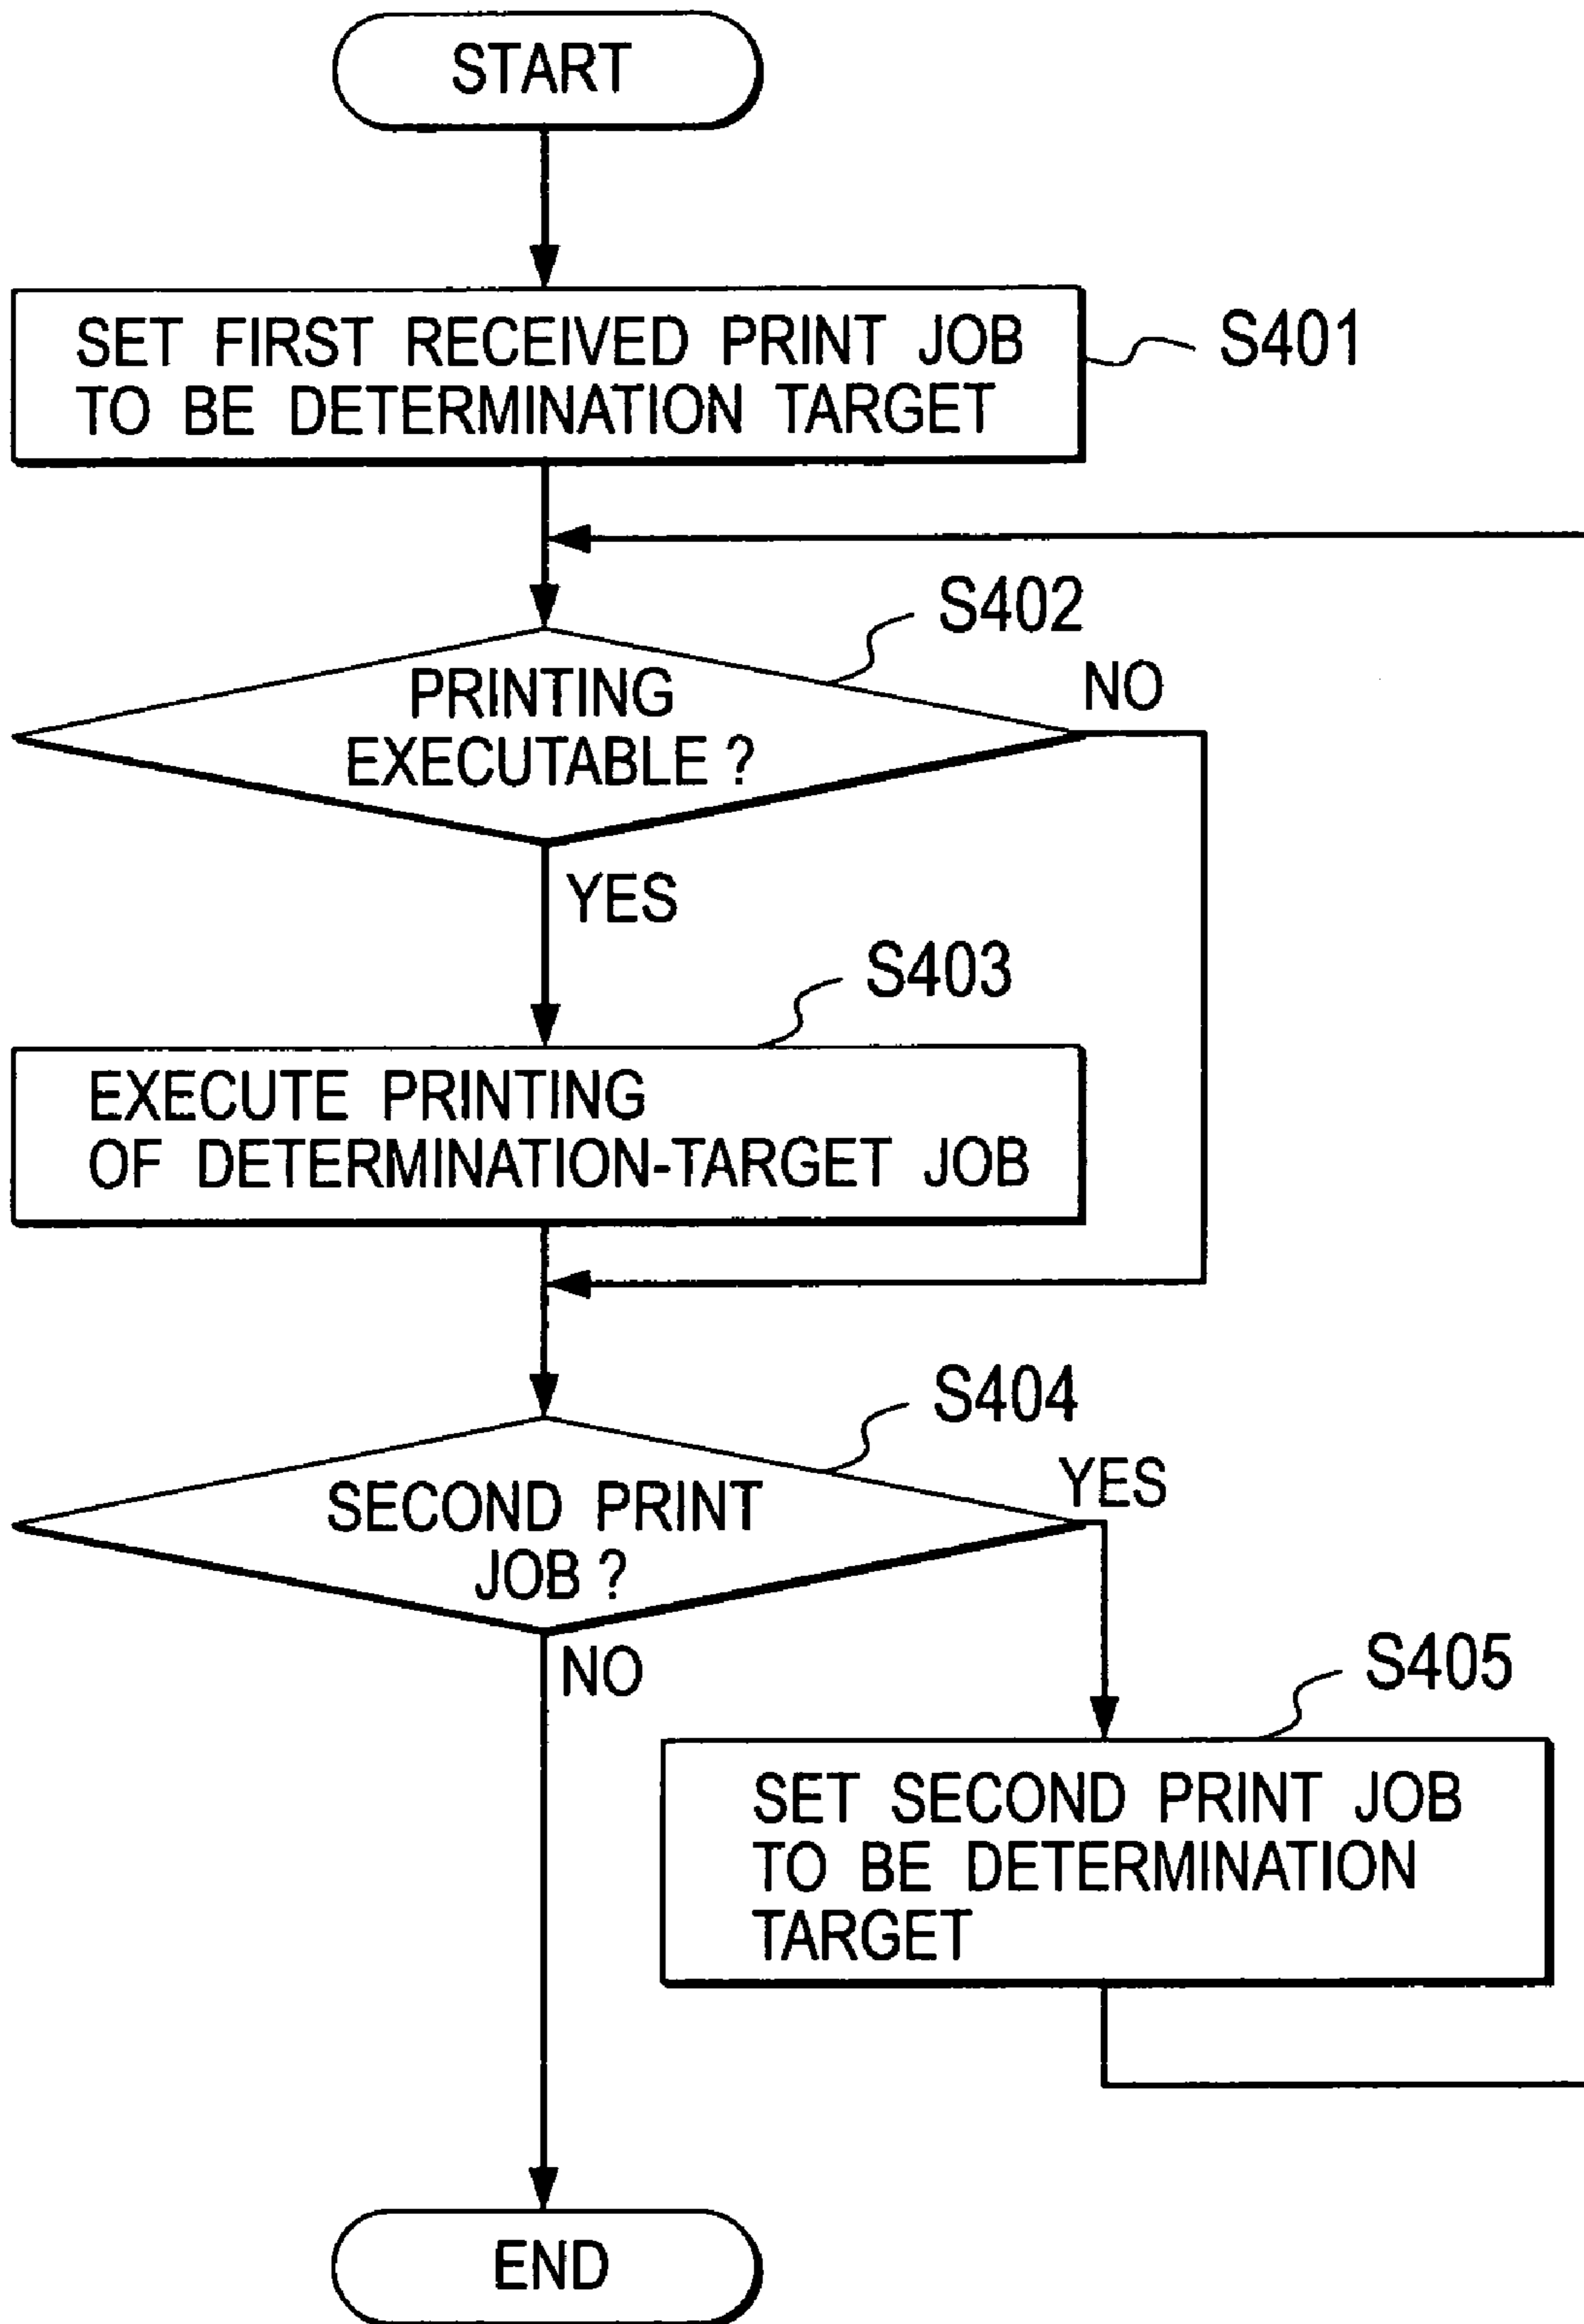 START
SET FIRST RECEIVED PRINT JOB
TO BE DETERMINATION TARGET
S401
S402
PRINTING
EXECUTABLE ?
NO
YES
S403
EXECUTE PRINTING
OF DETERMINATION-TARGET JOB
S404
SECOND PRINT
JOB ?
YES
NO
S405
SET SECOND PRINT JOB
TO BE DETERMINATION
TARGET
END